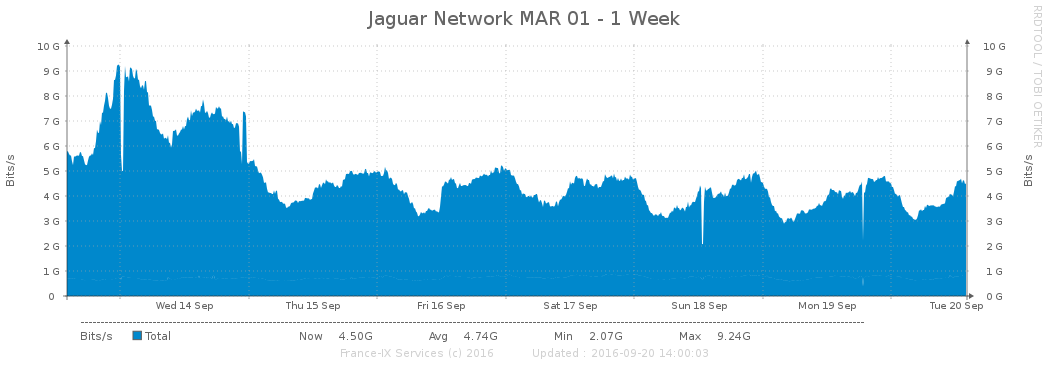 Jaguar Network MAR 01 - 1 Week
RRDTOOL / TOBI OETIKER
Bits/s
10 G 10 G
9 G 9 G
8 G 8 G
7 G 7 G
6 G 6 G
5 G 5 G
4 G 4 G
3 G 3 G
2 G 2 G
1 G 1 G
0 0 G
Bits/s
Wed 14 Sep Thu 15 Sep Fri 16 Sep Sat 17 Sep Sun 18 Sep Mon 19 Sep Tue 20 Sep
Bits/s Total Now 4.50G Avg 4.74G Min 2.07G Max 9.24G
France-IX Services (c) 2016 Updated : 2016-09-20 14:00:03